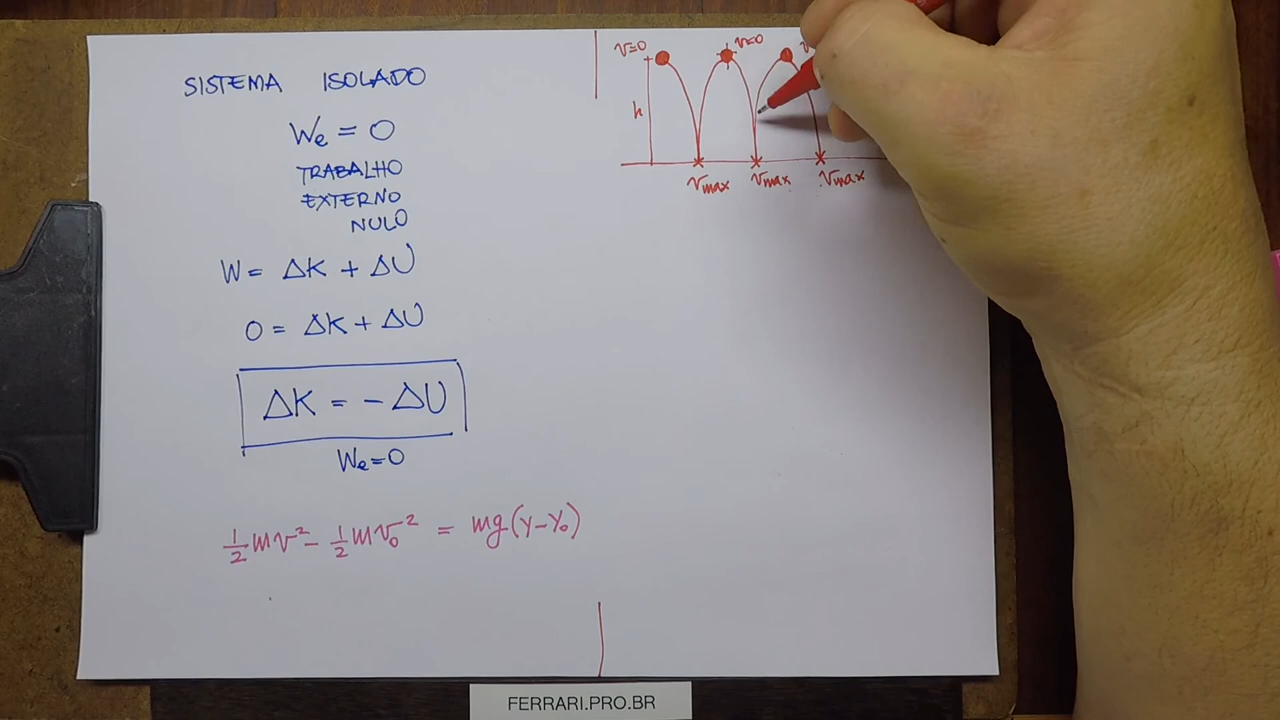 SISTEMA ISOLADO
We = 0
TRABALHO
EXTERNO
NULO
W = ΔK + ΔU
0 = ΔK + ΔU
ΔK = - ΔU
We=0
½mv² - ½mv₀² = mg(y-y₀)
v=0 v=0 v
h
vmax vmax vmax
FERRARI.PRO.BR